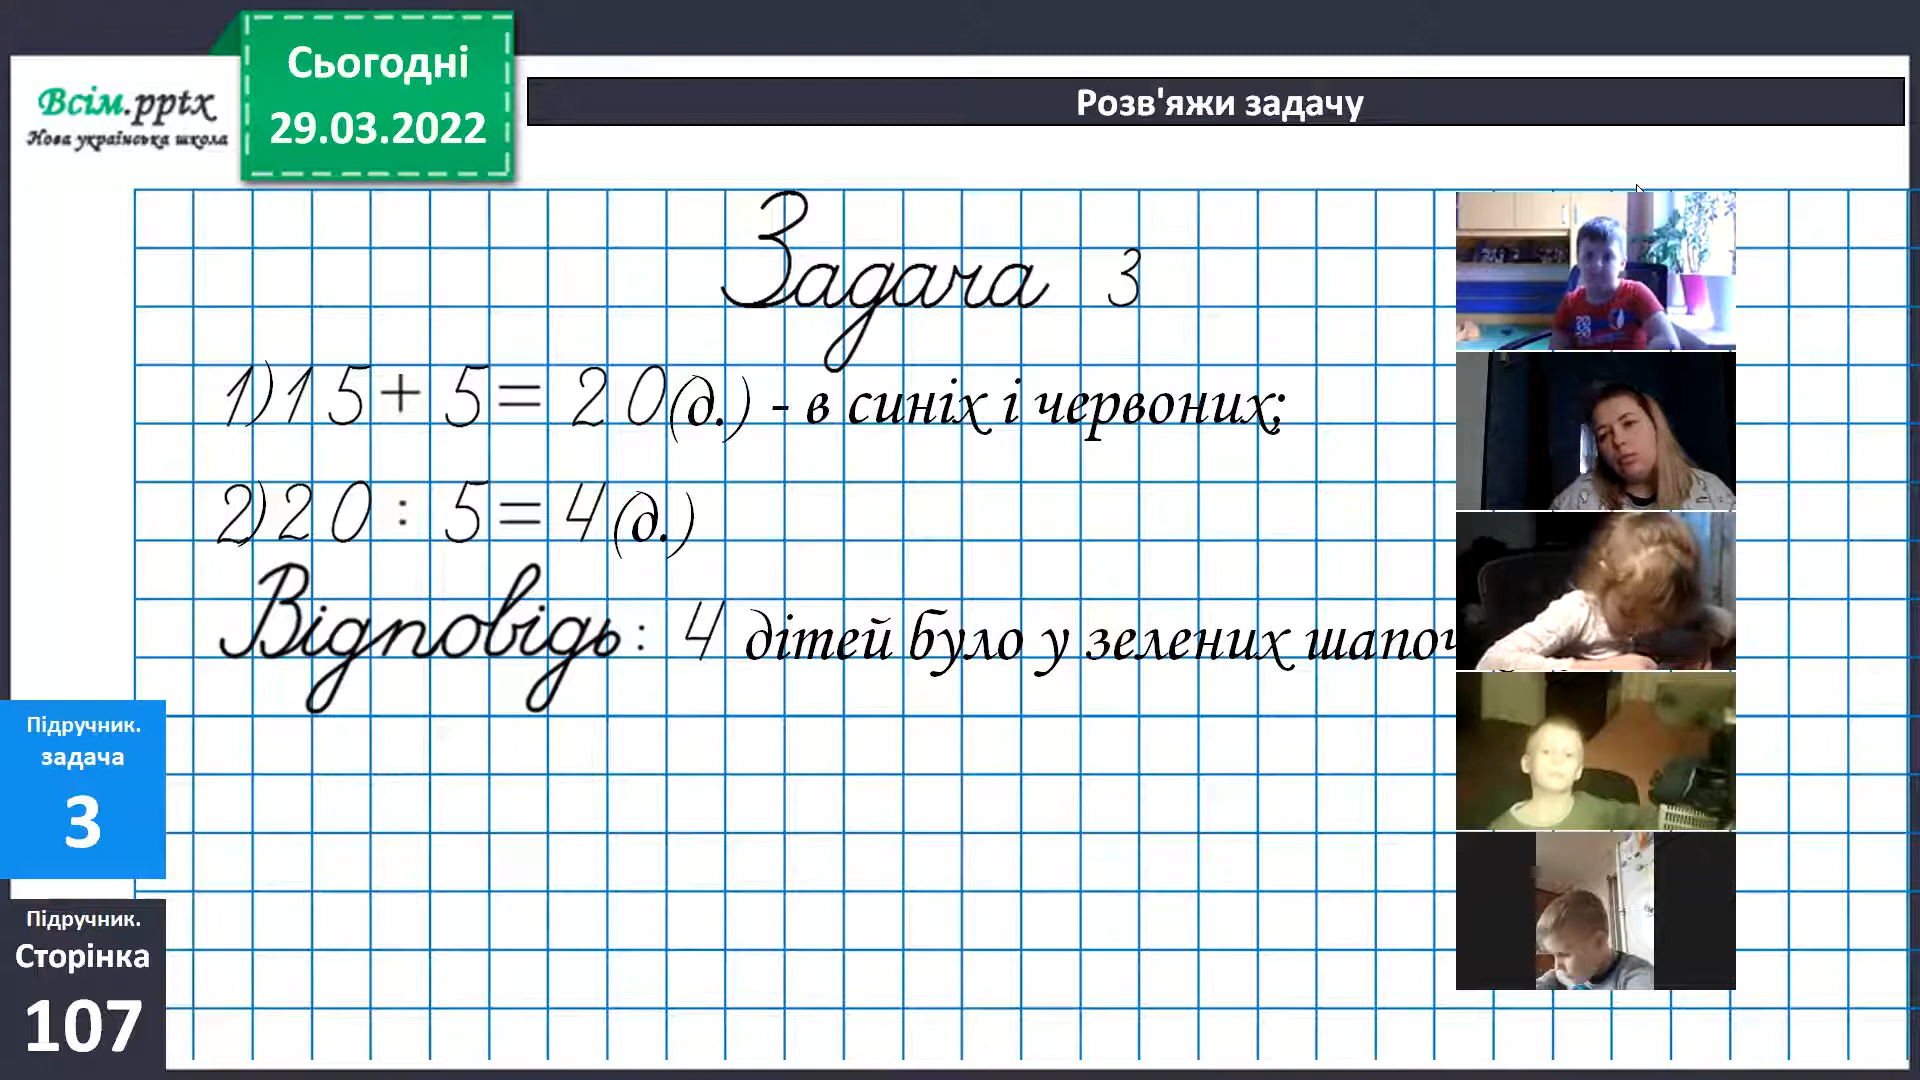 Сьогодні
29.03.2022
Всім.pptx
Нова українська школа
Розв'яжи задачу
Задача 3
1) 15 + 5 = 20 (д.) - в синіх і червоних;
2) 20 : 5 = 4 (д.)
Відповідь: 4 дітей було у зелених
Підручник.
задача
3
Підручник.
Сторінка
107